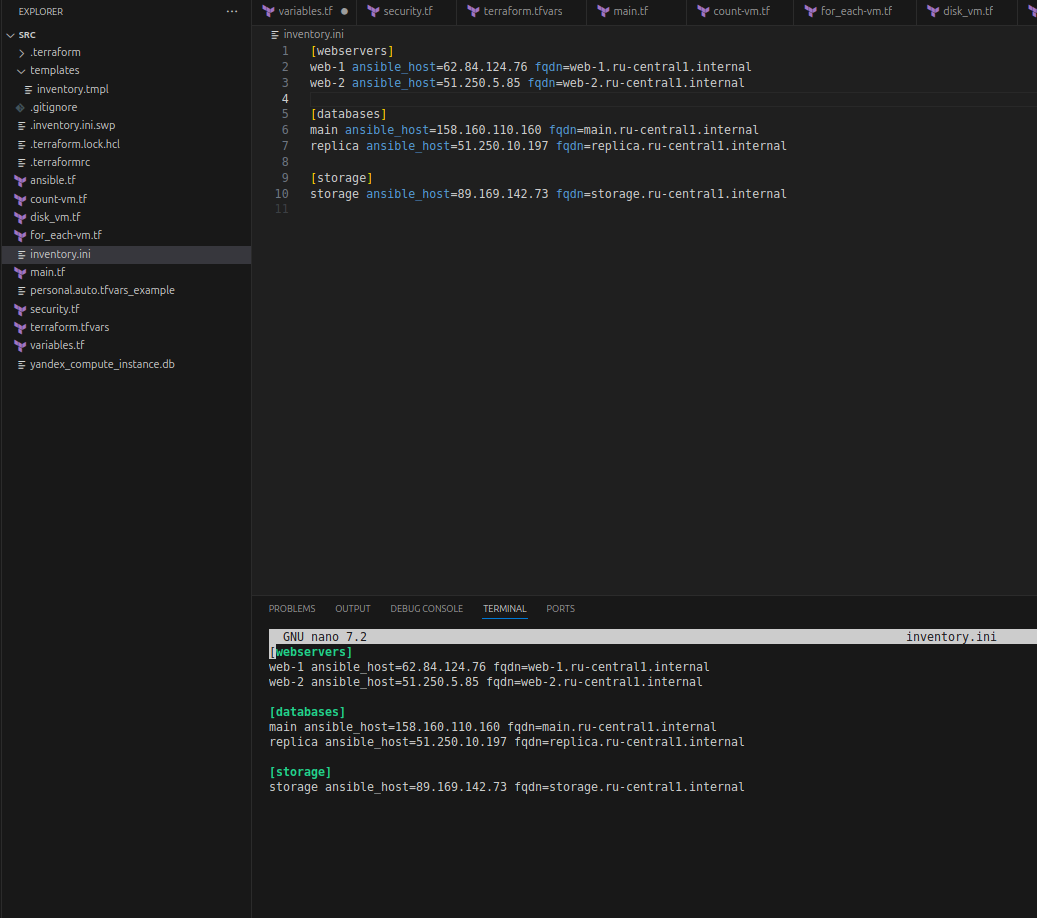 EXPLORER ···
variables.tf ● security.tf terraform.tfvars main.tf count-vm.tf for_each-vm.tf disk_vm.tf
SRC
.terraform
templates
inventory.tmpl
.gitignore
.inventory.ini.swp
.terraform.lock.hcl
.terraformrc
ansible.tf
count-vm.tf
disk_vm.tf
for_each-vm.tf
inventory.ini
main.tf
personal.auto.tfvars_example
security.tf
terraform.tfvars
variables.tf
yandex_compute_instance.db
inventory.ini
1 [webservers]
2 web-1 ansible_host=62.84.124.76 fqdn=web-1.ru-central1.internal
3 web-2 ansible_host=51.250.5.85 fqdn=web-2.ru-central1.internal
4
5 [databases]
6 main ansible_host=158.160.110.160 fqdn=main.ru-central1.internal
7 replica ansible_host=51.250.10.197 fqdn=replica.ru-central1.internal
8
9 [storage]
10 storage ansible_host=89.169.142.73 fqdn=storage.ru-central1.internal
11
PROBLEMS OUTPUT DEBUG CONSOLE TERMINAL PORTS
GNU nano 7.2 inventory.ini
[webservers]
web-1 ansible_host=62.84.124.76 fqdn=web-1.ru-central1.internal
web-2 ansible_host=51.250.5.85 fqdn=web-2.ru-central1.internal
[databases]
main ansible_host=158.160.110.160 fqdn=main.ru-central1.internal
replica ansible_host=51.250.10.197 fqdn=replica.ru-central1.internal
[storage]
storage ansible_host=89.169.142.73 fqdn=storage.ru-central1.internal